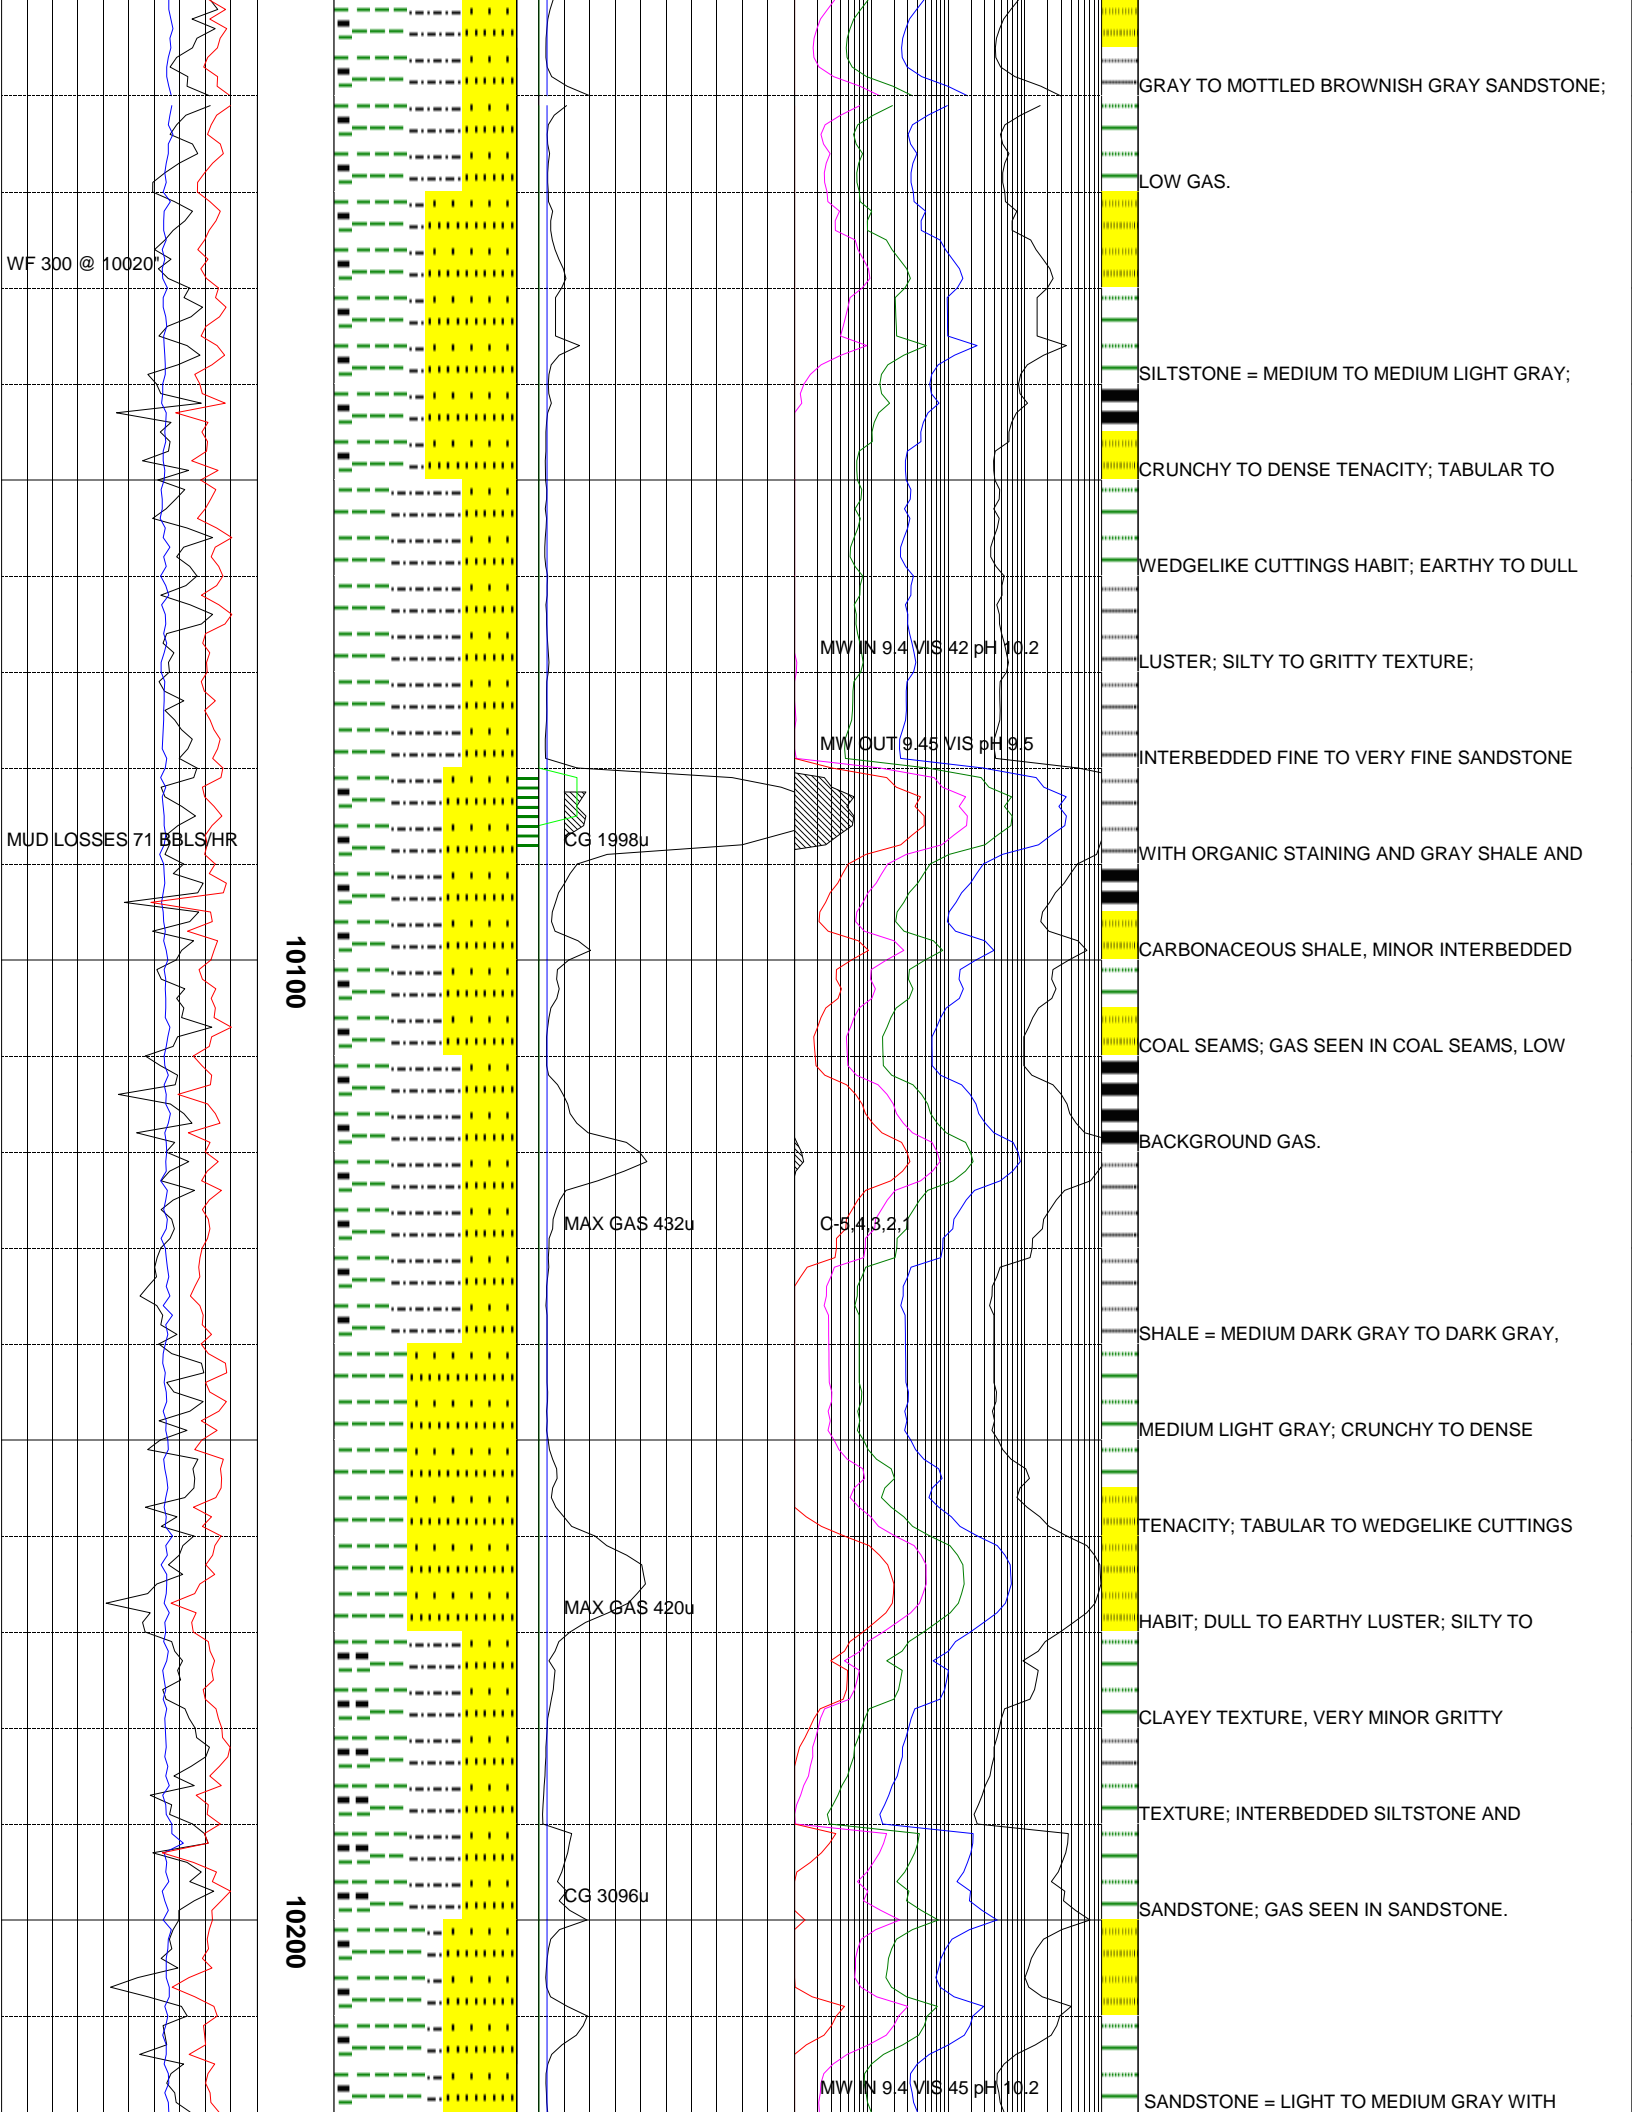 GRAY TO MOTTLED BROWNISH GRAY SANDSTONE;
LOW GAS.
WF 300 @ 10020"
SILTSTONE = MEDIUM TO MEDIUM LIGHT GRAY;
CRUNCHY TO DENSE TENACITY; TABULAR TO
WEDGELIKE CUTTINGS HABIT; EARTHY TO DULL
MW IN 9.4 VIS 42 pH 10.2
LUSTER; SILTY TO GRITTY TEXTURE;
MW OUT 9.45 VIS pH 9.5
INTERBEDDED FINE TO VERY FINE SANDSTONE
MUD LOSSES 71 BBLS/HR
CG 1998u
WITH ORGANIC STAINING AND GRAY SHALE AND
CARBONACEOUS SHALE, MINOR INTERBEDDED
10100
COAL SEAMS; GAS SEEN IN COAL SEAMS, LOW
BACKGROUND GAS.
MAX GAS 432u
C-5,4,3,2,1
SHALE = MEDIUM DARK GRAY TO DARK GRAY,
MEDIUM LIGHT GRAY; CRUNCHY TO DENSE
TENACITY; TABULAR TO WEDGELIKE CUTTINGS
MAX GAS 420u
HABIT; DULL TO EARTHY LUSTER; SILTY TO
CLAYEY TEXTURE, VERY MINOR GRITTY
TEXTURE; INTERBEDDED SILTSTONE AND
CG 3096u
SANDSTONE; GAS SEEN IN SANDSTONE.
10200
MW IN 9.4 VIS 45 pH 10.2
SANDSTONE = LIGHT TO MEDIUM GRAY WITH